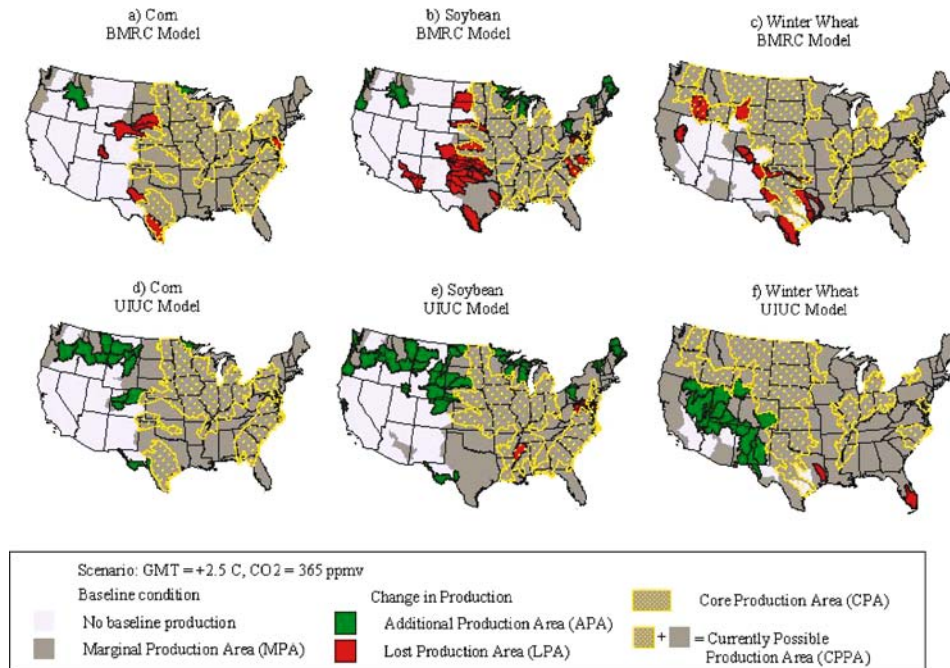 a) Corn
BMRC Model
b) Soybean
BMRC Model
c) Winter Wheat
BMRC Model
d) Corn
UIUC Model
e) Soybean
UIUC Model
f) Winter Wheat
UIUC Model
Scenario: GMT = +2.5 C, CO2 = 365 ppmv
Baseline condition
No baseline production
Marginal Production Area (MPA)
Change in Production
Additional Production Area (APA)
Lost Production Area (LPA)
Core Production Area (CPA)
+ = Currently Possible
Production Area (CPPA)